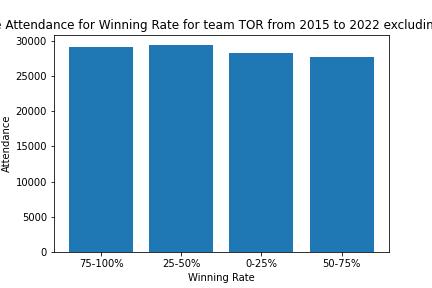 Attendance for Winning Rate for team TOR from 2015 to 2022
30000
25000
20000
15000
10000
5000
0
Attendance
75-100% 25-50% 0-25% 50-75%
Winning Rate